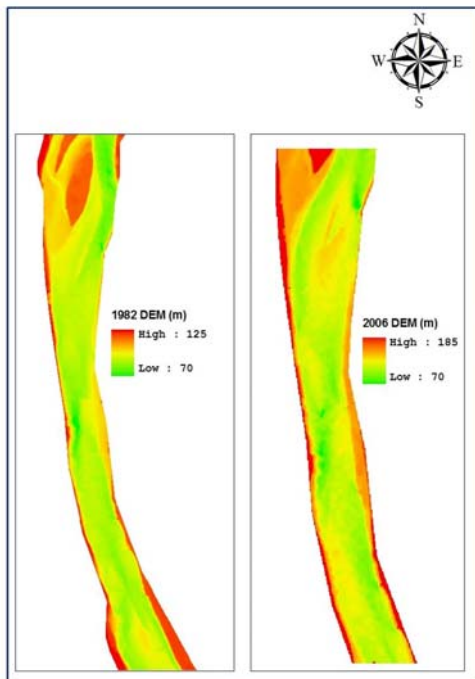 N
W E
S
1982 DEM (m)
High : 125
Low : 70
2006 DEM (m)
High : 185
Low : 70